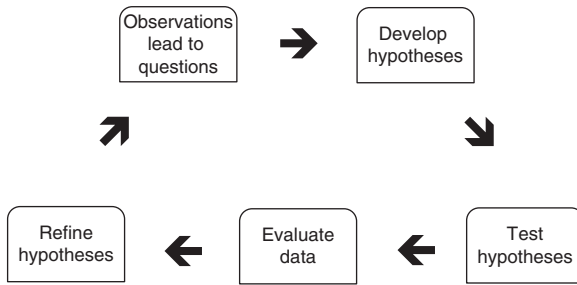 Observations
lead to
questions
Develop
hypotheses
Test
hypotheses
Evaluate
data
Refine
hypotheses